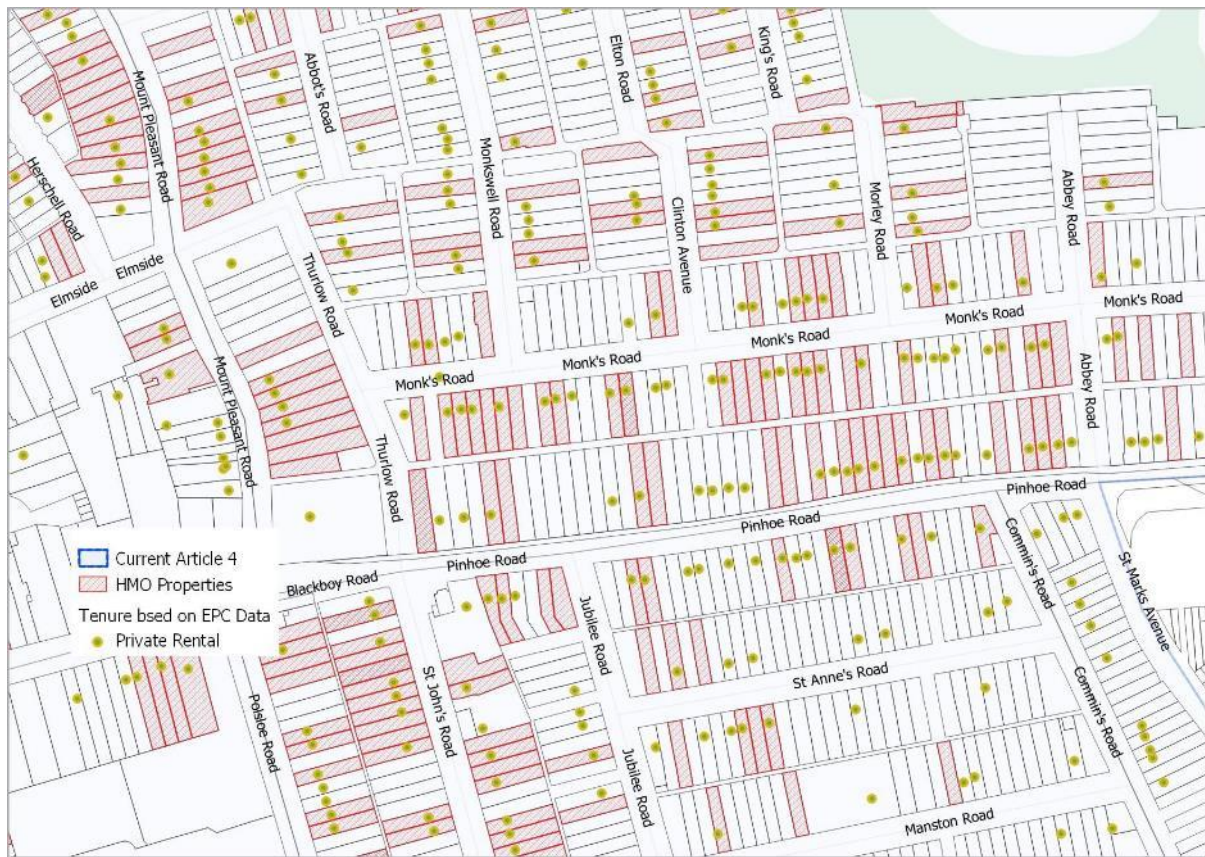 Elton Road
King's Road
Abbot's Road
Mount Pleasant Road
Herschell Road
Monkswell Road
Clinton Avenue
Morley Road
Abbey Road
Elmside
Elmside
Thurlow Road
Monk's Road
Monk's Road
Monk's Road
Monk's Road
Mount Pleasant Road
Abbey Road
Thurlow Road
Pinhoe Road
Pinhoe Road
Pinhoe Road
Commin's Road
St Marks Avenue
Current Article 4
HMO Properties
Tenure bsed on EPC Data
Private Rental
Blackboy Road
Jubilee Road
St John's Road
St Anne's Road
Commin's Road
Polsloe Road
Jubilee Road
Manston Road